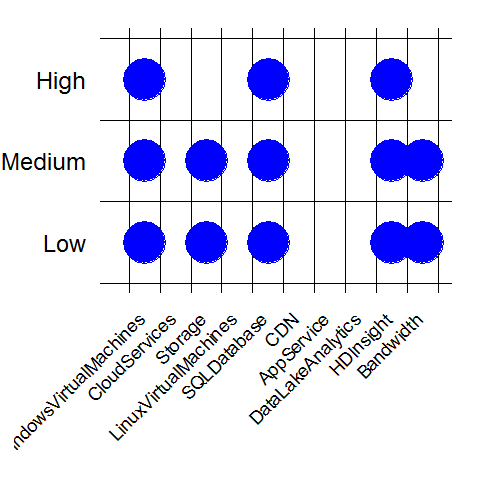 High
Medium
Low
ndowsVirtualMachines
CloudServices
Storage
LinuxVirtualMachines
SQLDatabase
CDN
AppService
DataLakeAnalytics
HDInsight
Bandwidth